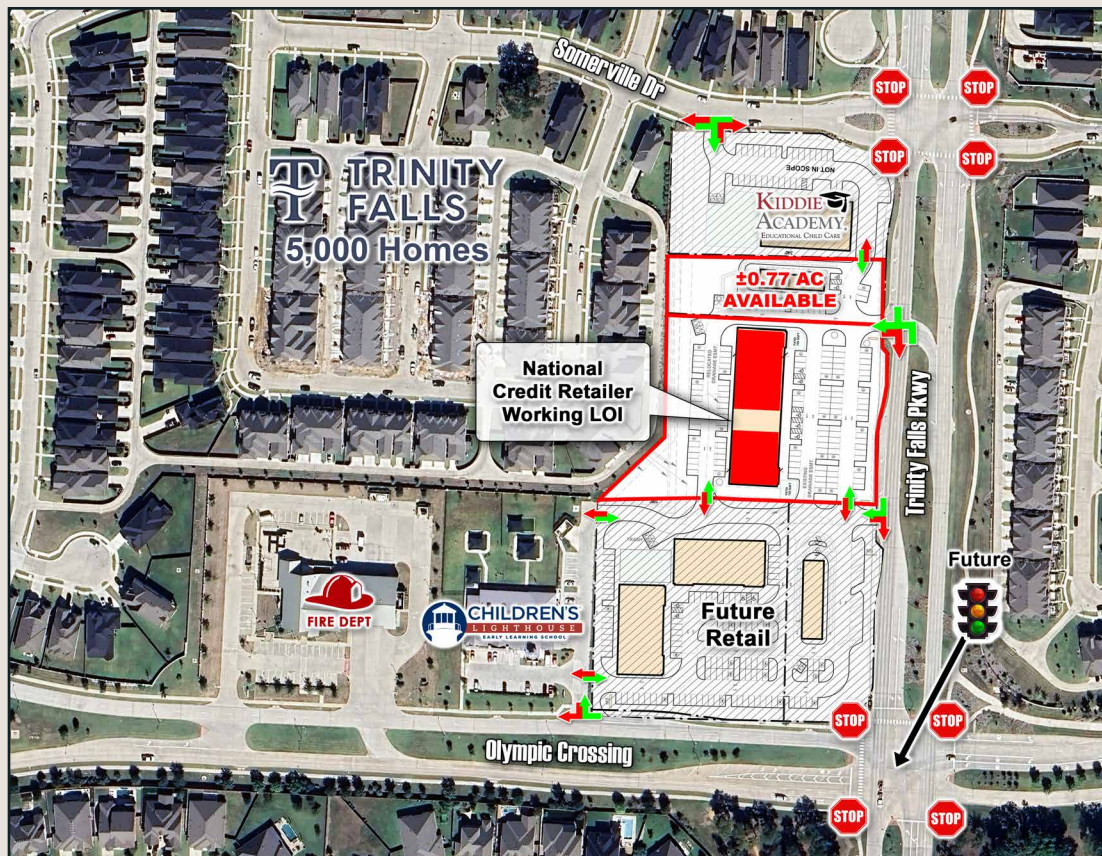 Somerville Dr
STOP
STOP
STOP
STOP
TRINITY
FALLS
5,000 Homes
NOT IN SCOPE
KIDDIE
ACADEMY
EDUCATIONAL CHILD CARE
±0.77 AC
AVAILABLE
National
Credit Retailer
Working LOI
Trinity Falls Pkwy
Future
FIRE DEPT
CHILDREN'S
LIGHTHOUSE
EARLY LEARNING SCHOOL
Future
Retail
STOP
STOP
Olympic Crossing
STOP
STOP